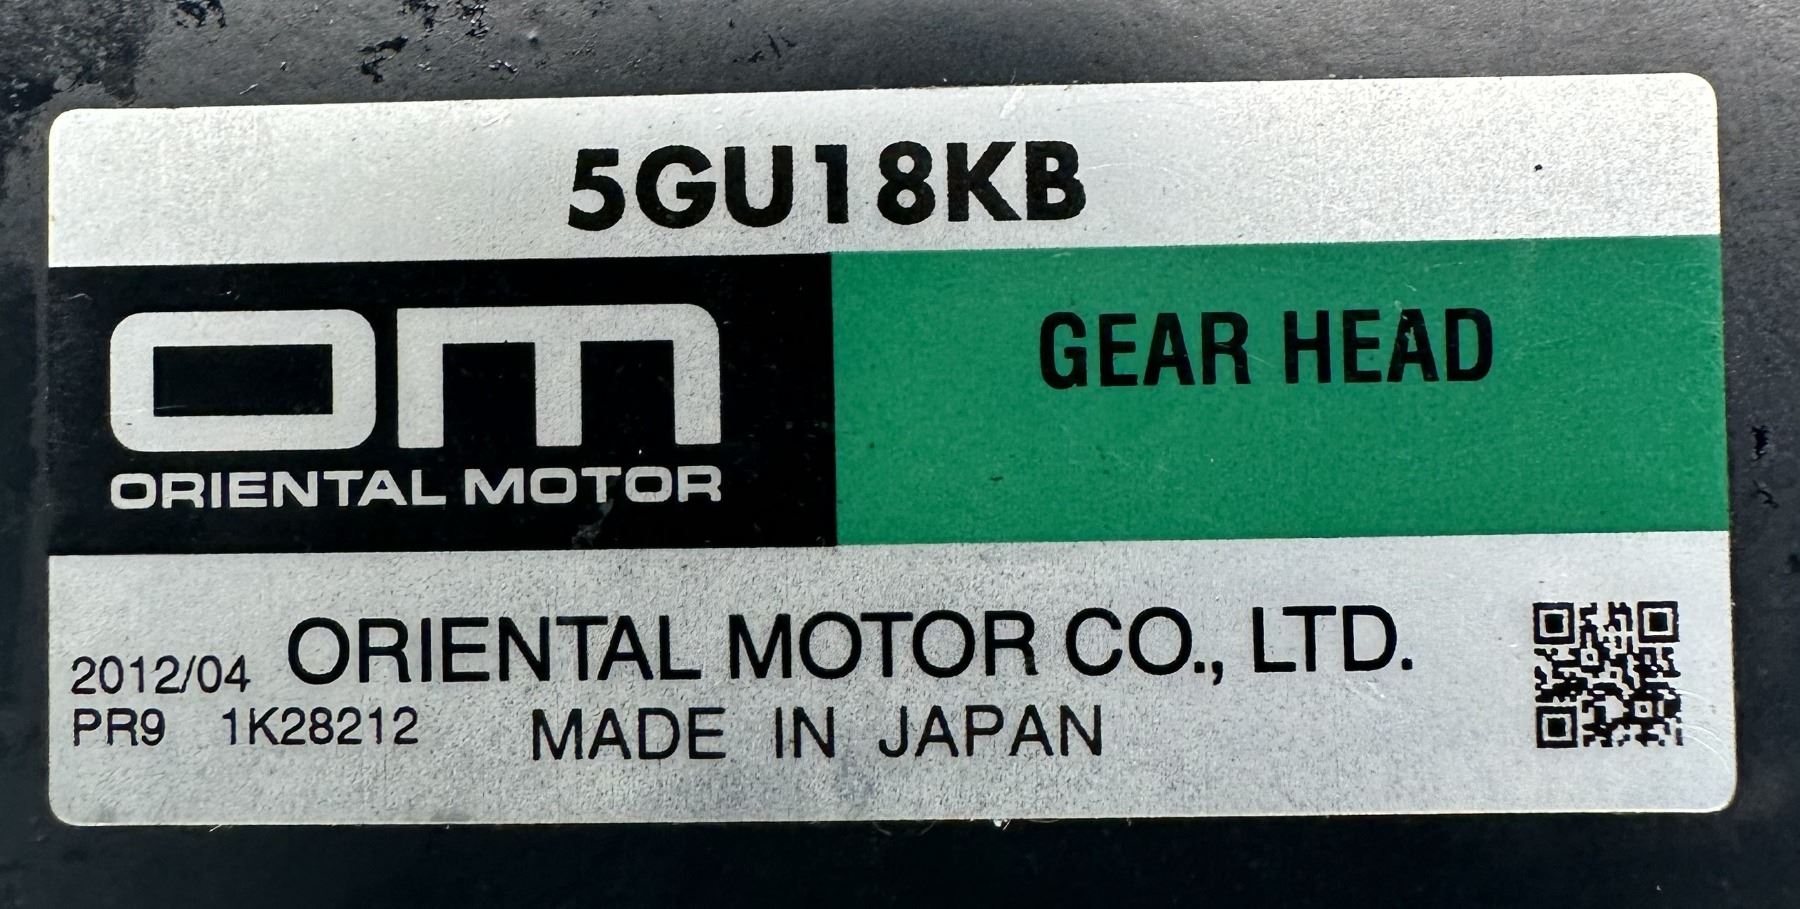 5GU18KB
om
ORIENTAL MOTOR
GEAR HEAD
2012/04 ORIENTAL MOTOR CO., LTD.
PR9 1K28212 MADE IN JAPAN